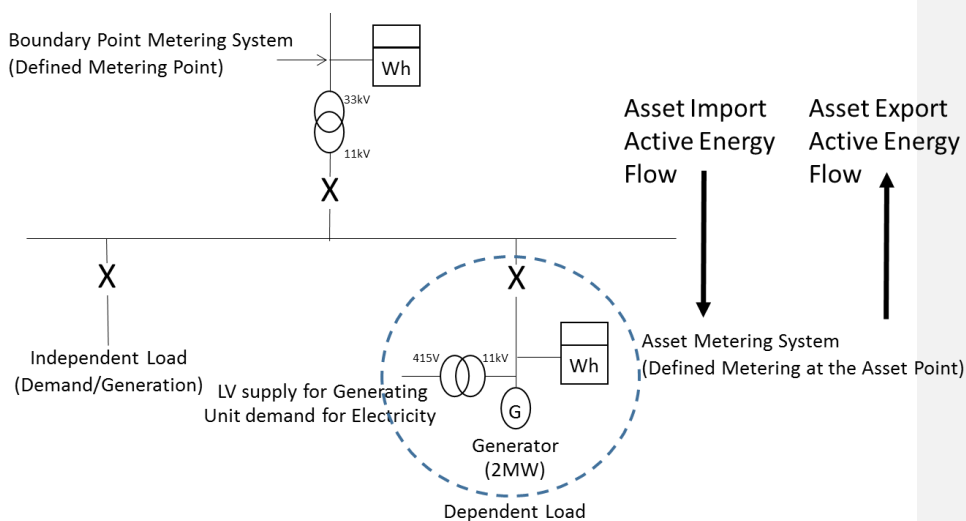 Boundary Point Metering System
(Defined Metering Point)
Wh
33kV
11kV
X
Asset Import
Active Energy
Flow
Asset Export
Active Energy
Flow
X
X
Independent Load
(Demand/Generation)
415V
11kV
Wh
LV supply for Generating
Unit demand for Electricity
G
Generator
(2MW)
Asset Metering System
(Defined Metering at the Asset Point)
Dependent Load